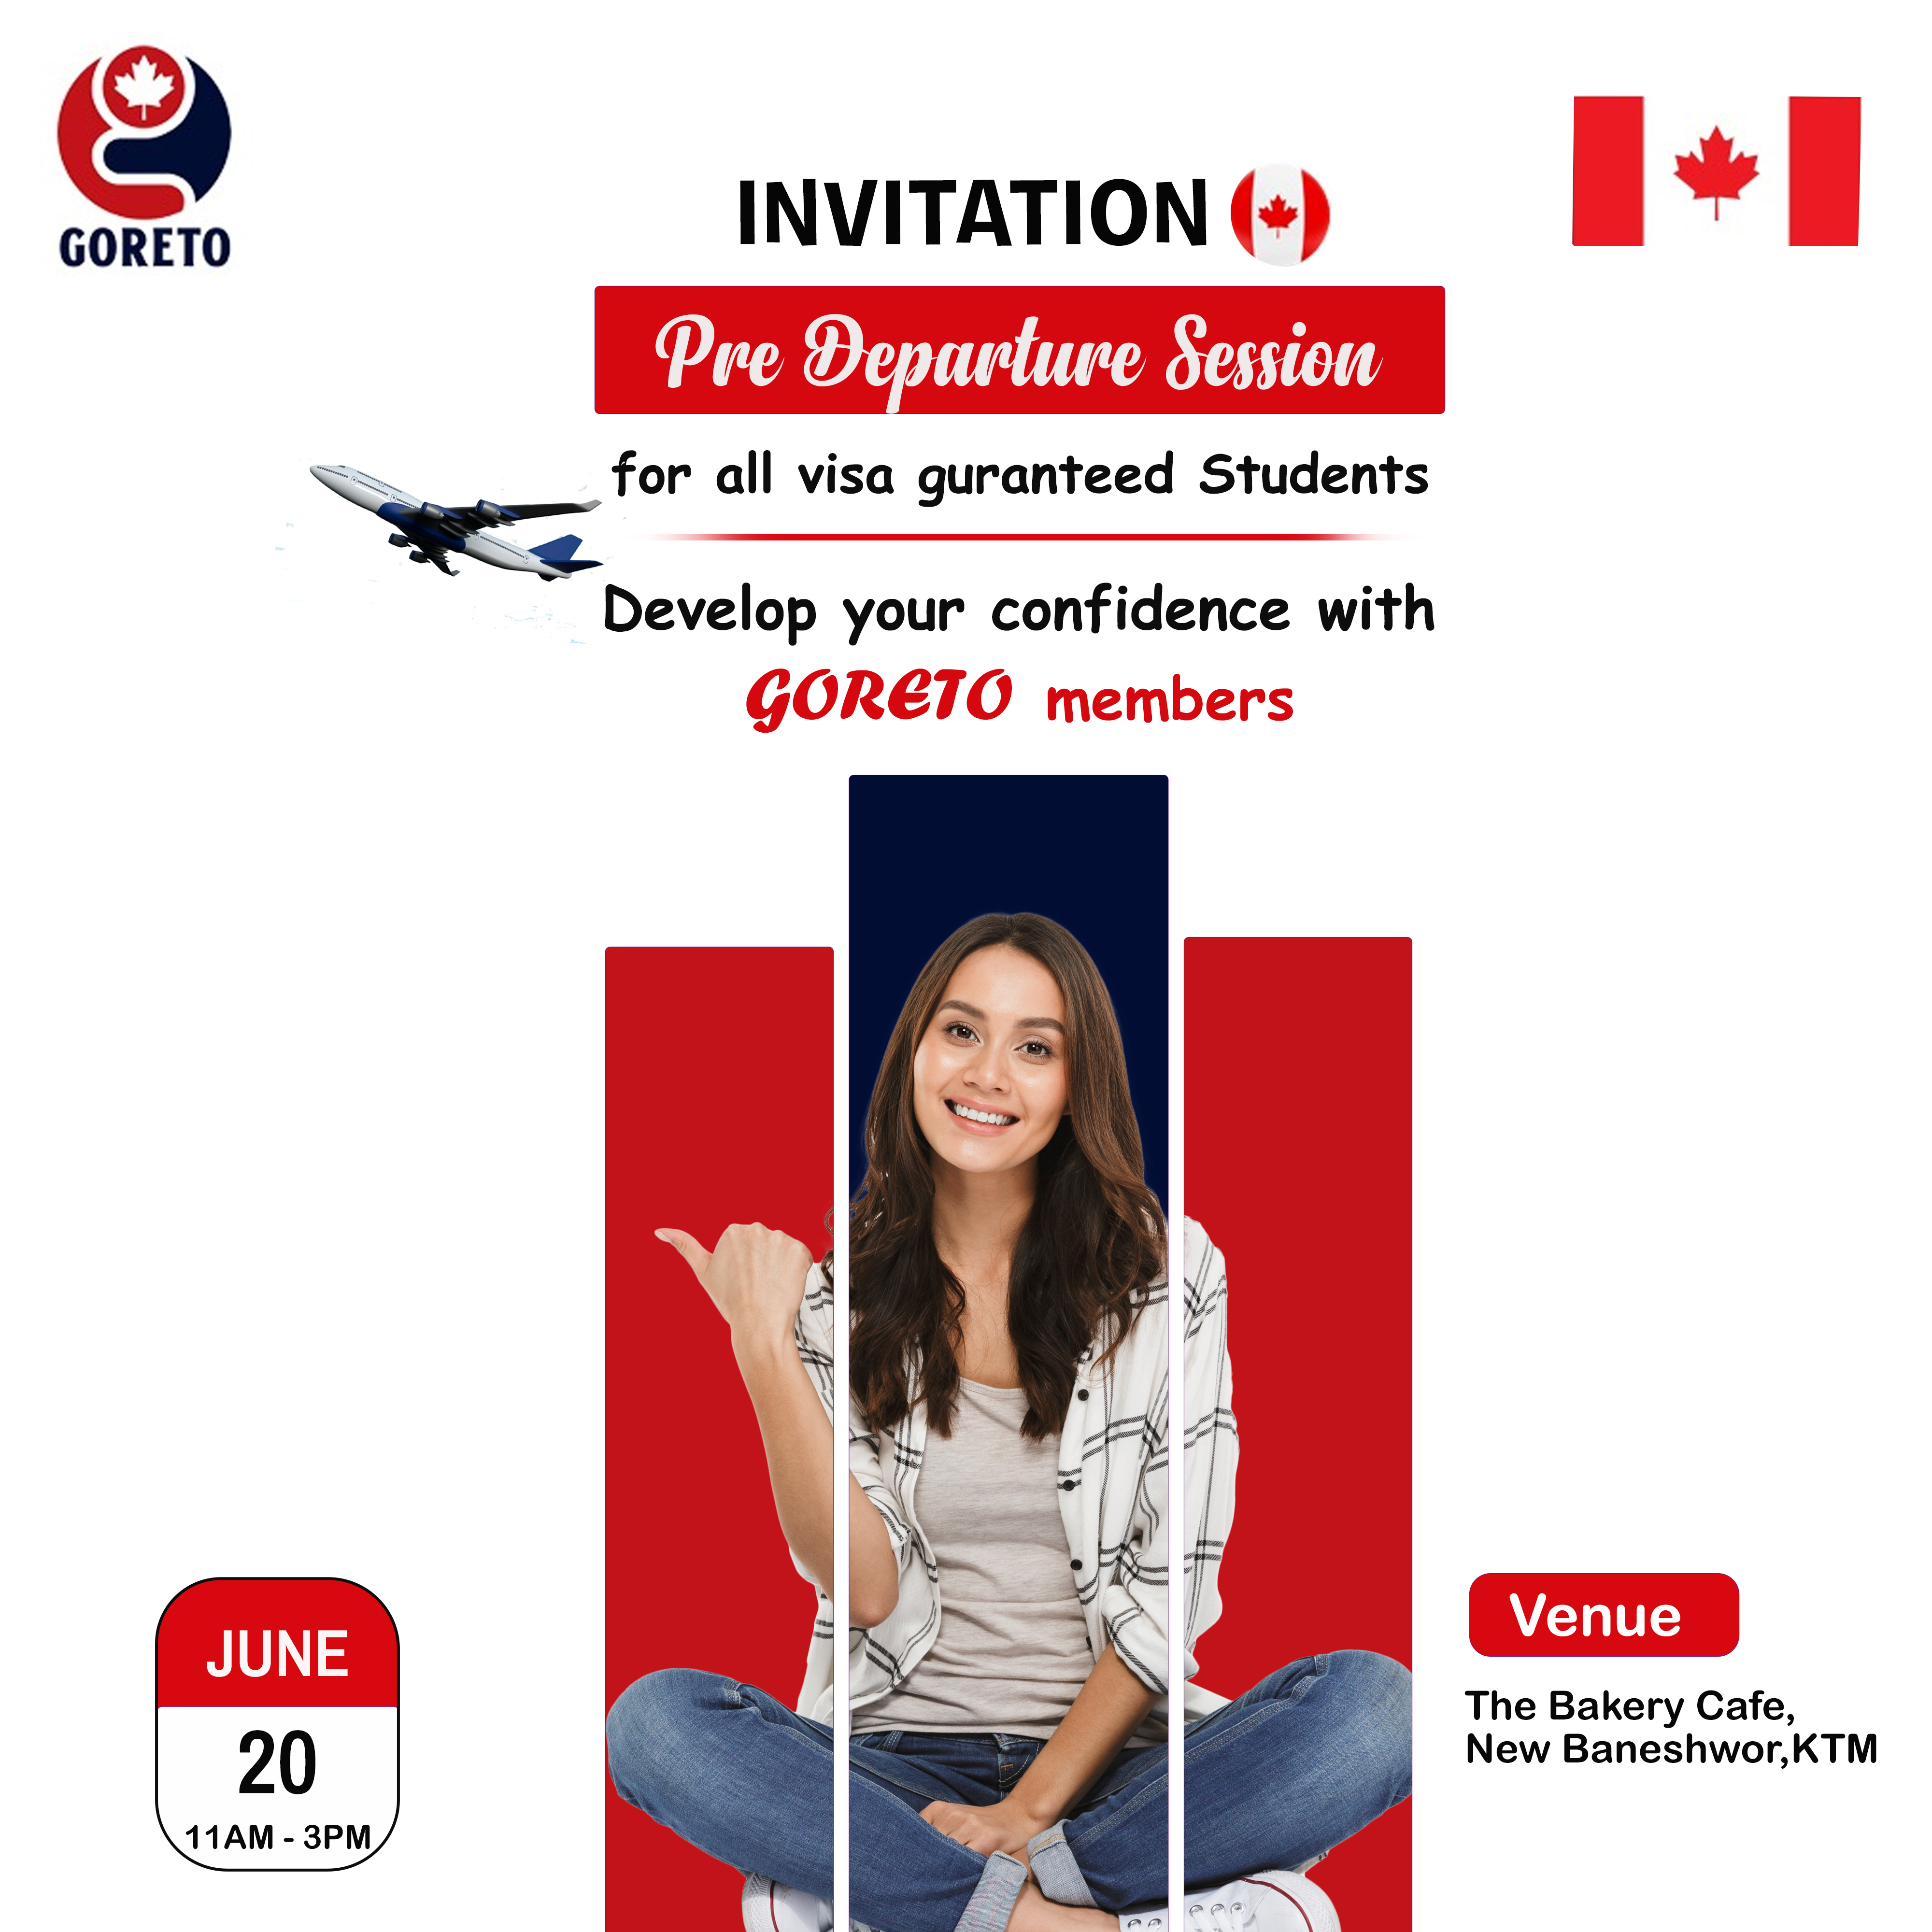 GORETO
INVITATION
Pre Departure Session
for all visa guranteed Students
Develop your confidence with
GORETO members
JUNE
20
11AM - 3PM
Venue
The Bakery Cafe,
New Baneshwor,KTM